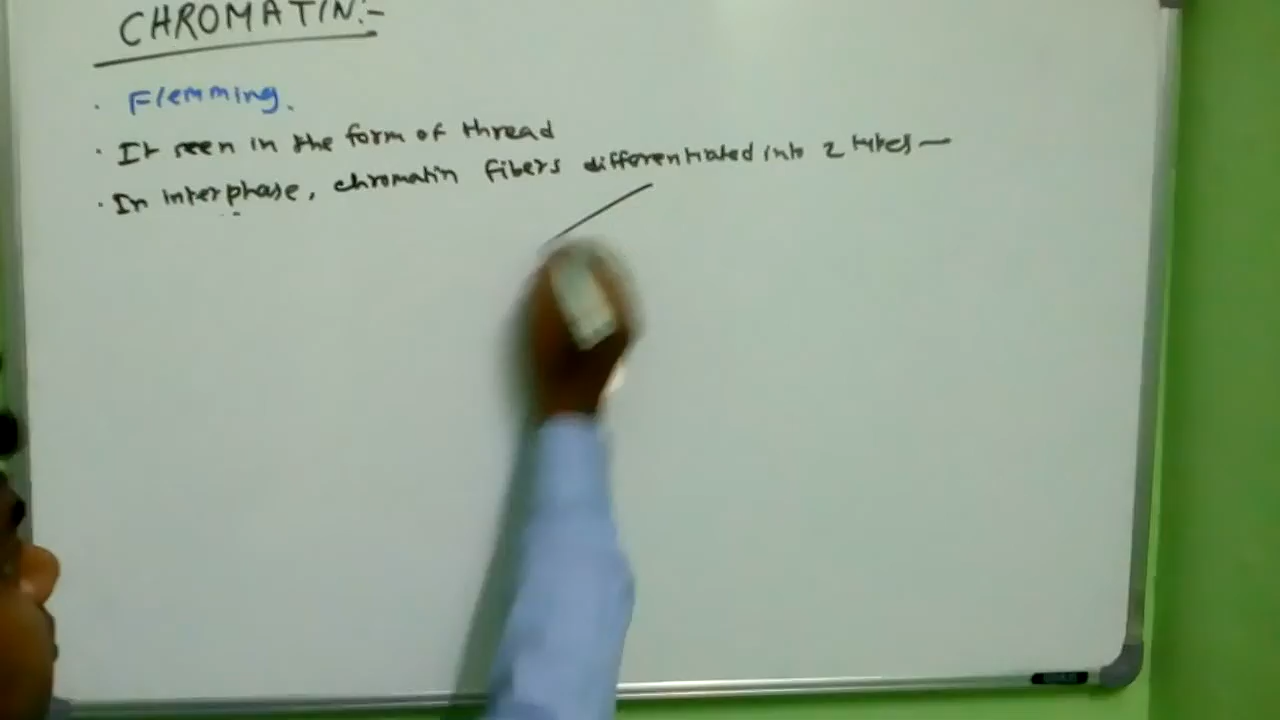 CHROMATIN:-
. Flemming.
. It seen in the form of thread
. In interphase, chromatin fibers differentiated into 2 types —